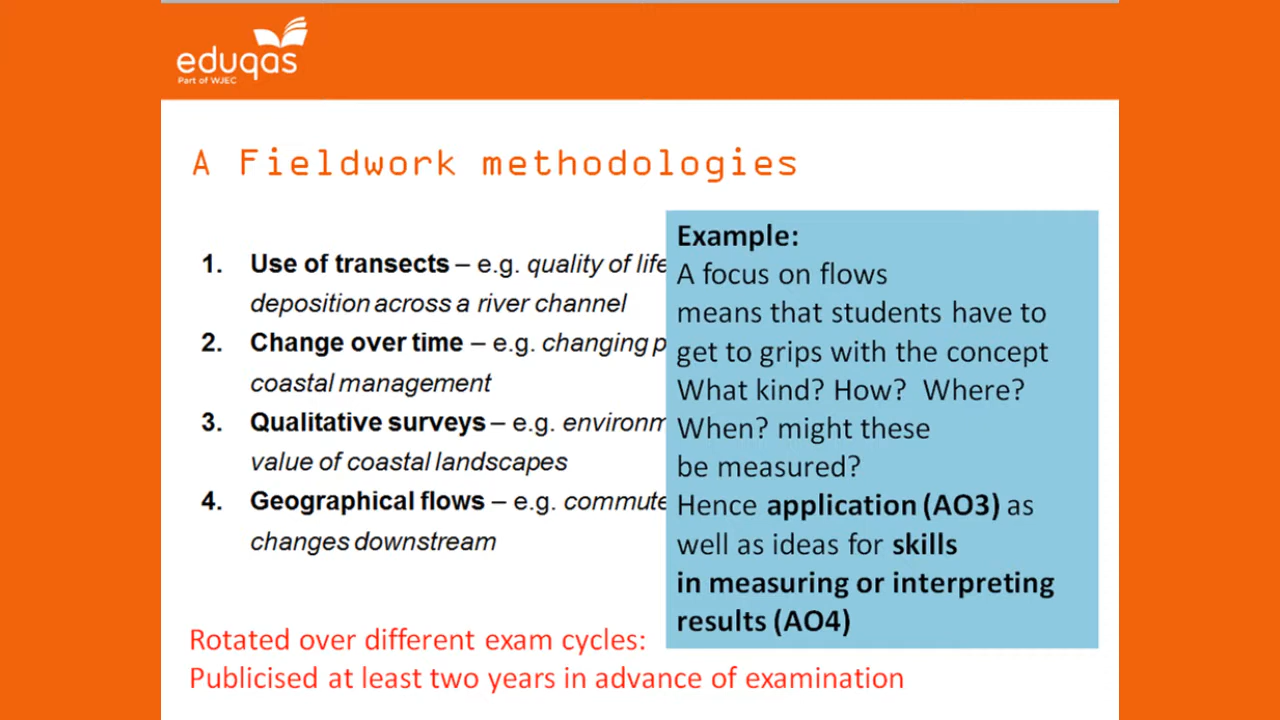 eduqas
Part of WJEC
A Fieldwork methodologies
1. Use of transects – e.g. quality of life
deposition across a river channel
2. Change over time – e.g. changing p
coastal management
3. Qualitative surveys – e.g. environm
value of coastal landscapes
4. Geographical flows – e.g. commute
changes downstream
Example:
A focus on flows
means that students have to
get to grips with the concept
What kind? How? Where?
When? might these
be measured?
Hence application (AO3) as
well as ideas for skills
in measuring or interpreting
results (AO4)
Rotated over different exam cycles:
Publicised at least two years in advance of examination